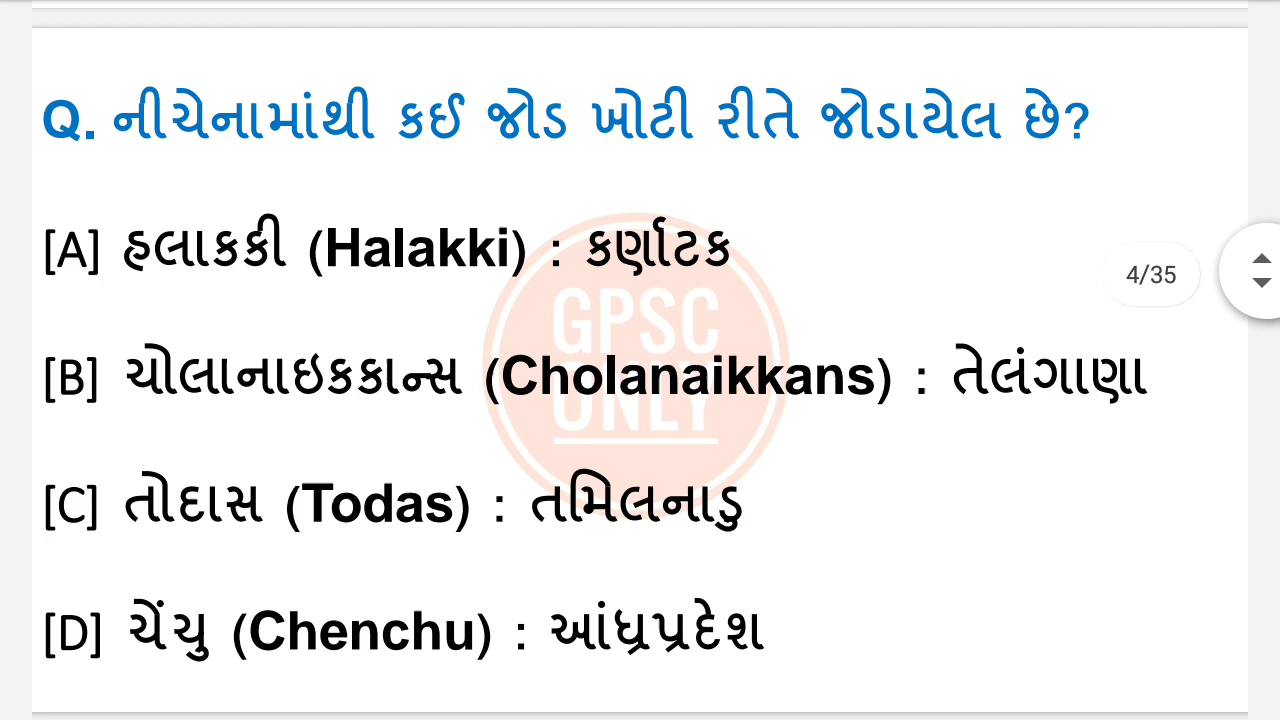 Q. નીચેનામાંથી કઈ જોડ ખોટી રીતે જોડાયેલ છે?
[A] હલાકકી (Halakki) : કર્ણાટક
4/35
GPSC
[B] ચોલાનાઇકકાન્સ (Cholanaikkans) : તેલંગાણા
ONLY
[C] તોદાસ (Todas) : તમિલનાડુ
[D] ચેંચુ (Chenchu) : આંધ્રપ્રદેશ